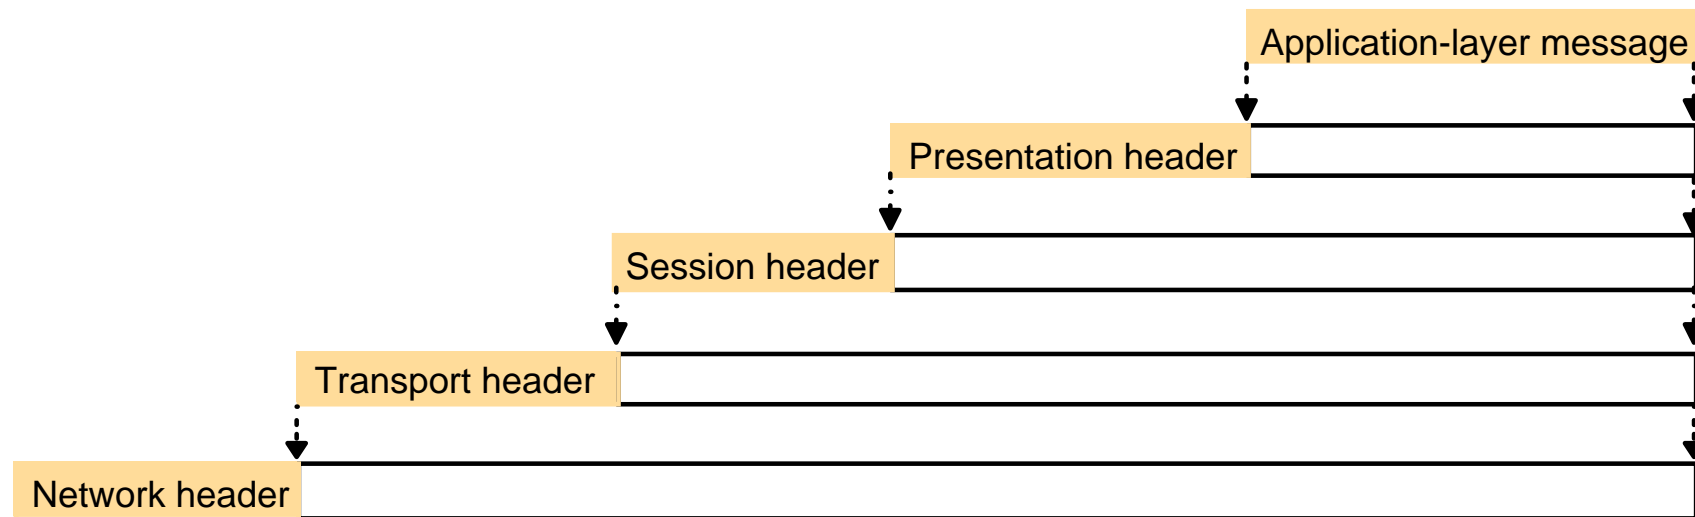 Application-layer message
Presentation header
Session header
Transport header
Network header